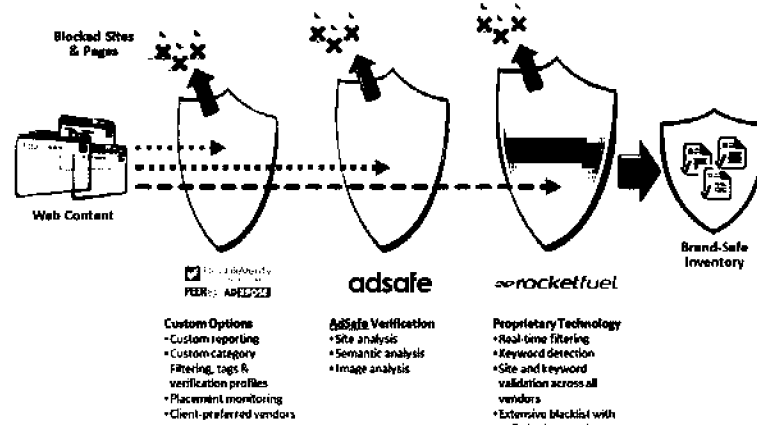 Blocked Sites
& Pages
Web Content
Brand-Safe
Inventory
adsafe
rocketfuel
Custom Options
• Custom reporting
• Custom category
Filtering, tags &
verification profiles
• Placement monitoring
• Client-preferred vendors
AdSafe Verification
• Site analysis
• Semantic analysis
• Image analysis
Proprietary Technology
• Real-time filtering
• Keyword detection
• Site and keyword
validation across all
vendors
• Extensive blacklist with